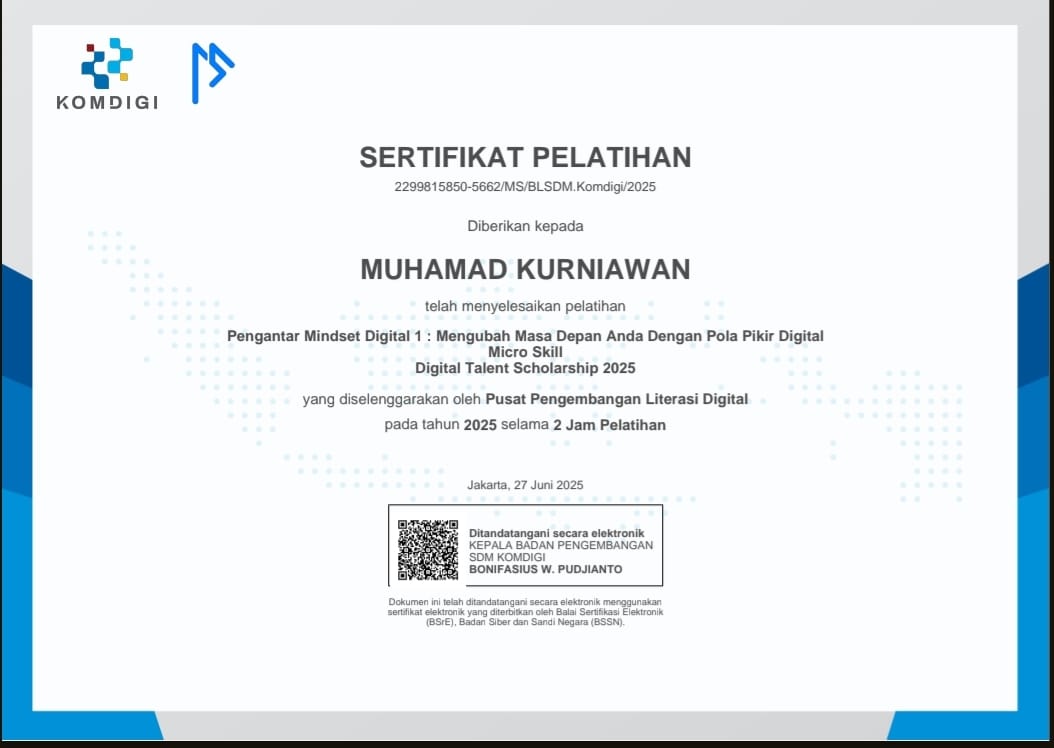 KOMDIGI
SERTIFIKAT PELATIHAN
2299815850-5662/MS/BLSDM.Komdigi/2025
Diberikan kepada
MUHAMAD KURNIAWAN
telah menyelesaikan pelatihan
Pengantar Mindset Digital 1 : Mengubah Masa Depan Anda Dengan Pola Pikir Digital
Micro Skill
Digital Talent Scholarship 2025
yang diselenggarakan oleh Pusat Pengembangan Literasi Digital
pada tahun 2025 selama 2 Jam Pelatihan
Jakarta, 27 Juni 2025
Ditandatangani secara elektronik
KEPALA BADAN PENGEMBANGAN
SDM KOMDIGI
BONIFASIUS W. PUDJIANTO
Dokumen ini telah ditandatangani secara elektronik menggunakan
sertifikat elektronik yang diterbitkan oleh Balai Sertifikasi Elektronik
(BSrE), Badan Siber dan Sandi Negara (BSSN).